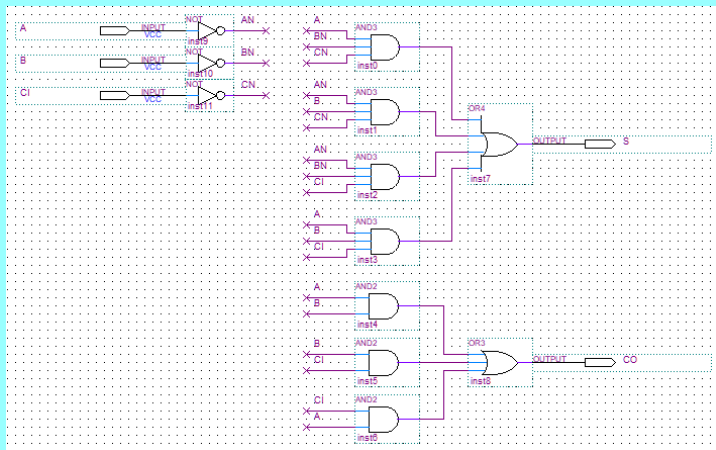 A INPUT VCC NOT inst9 AN
B INPUT VCC NOT inst10 BN
CI INPUT VCC NOT inst11 CN
A BN CN AND3 inst0
AN B CN AND3 inst1
AN BN CI AND3 inst2
A B CI AND3 inst3
OR4 inst7 OUTPUT S
A B AND2 inst4
B CI AND2 inst5
CI A AND2 inst6
OR3 inst8 OUTPUT CO